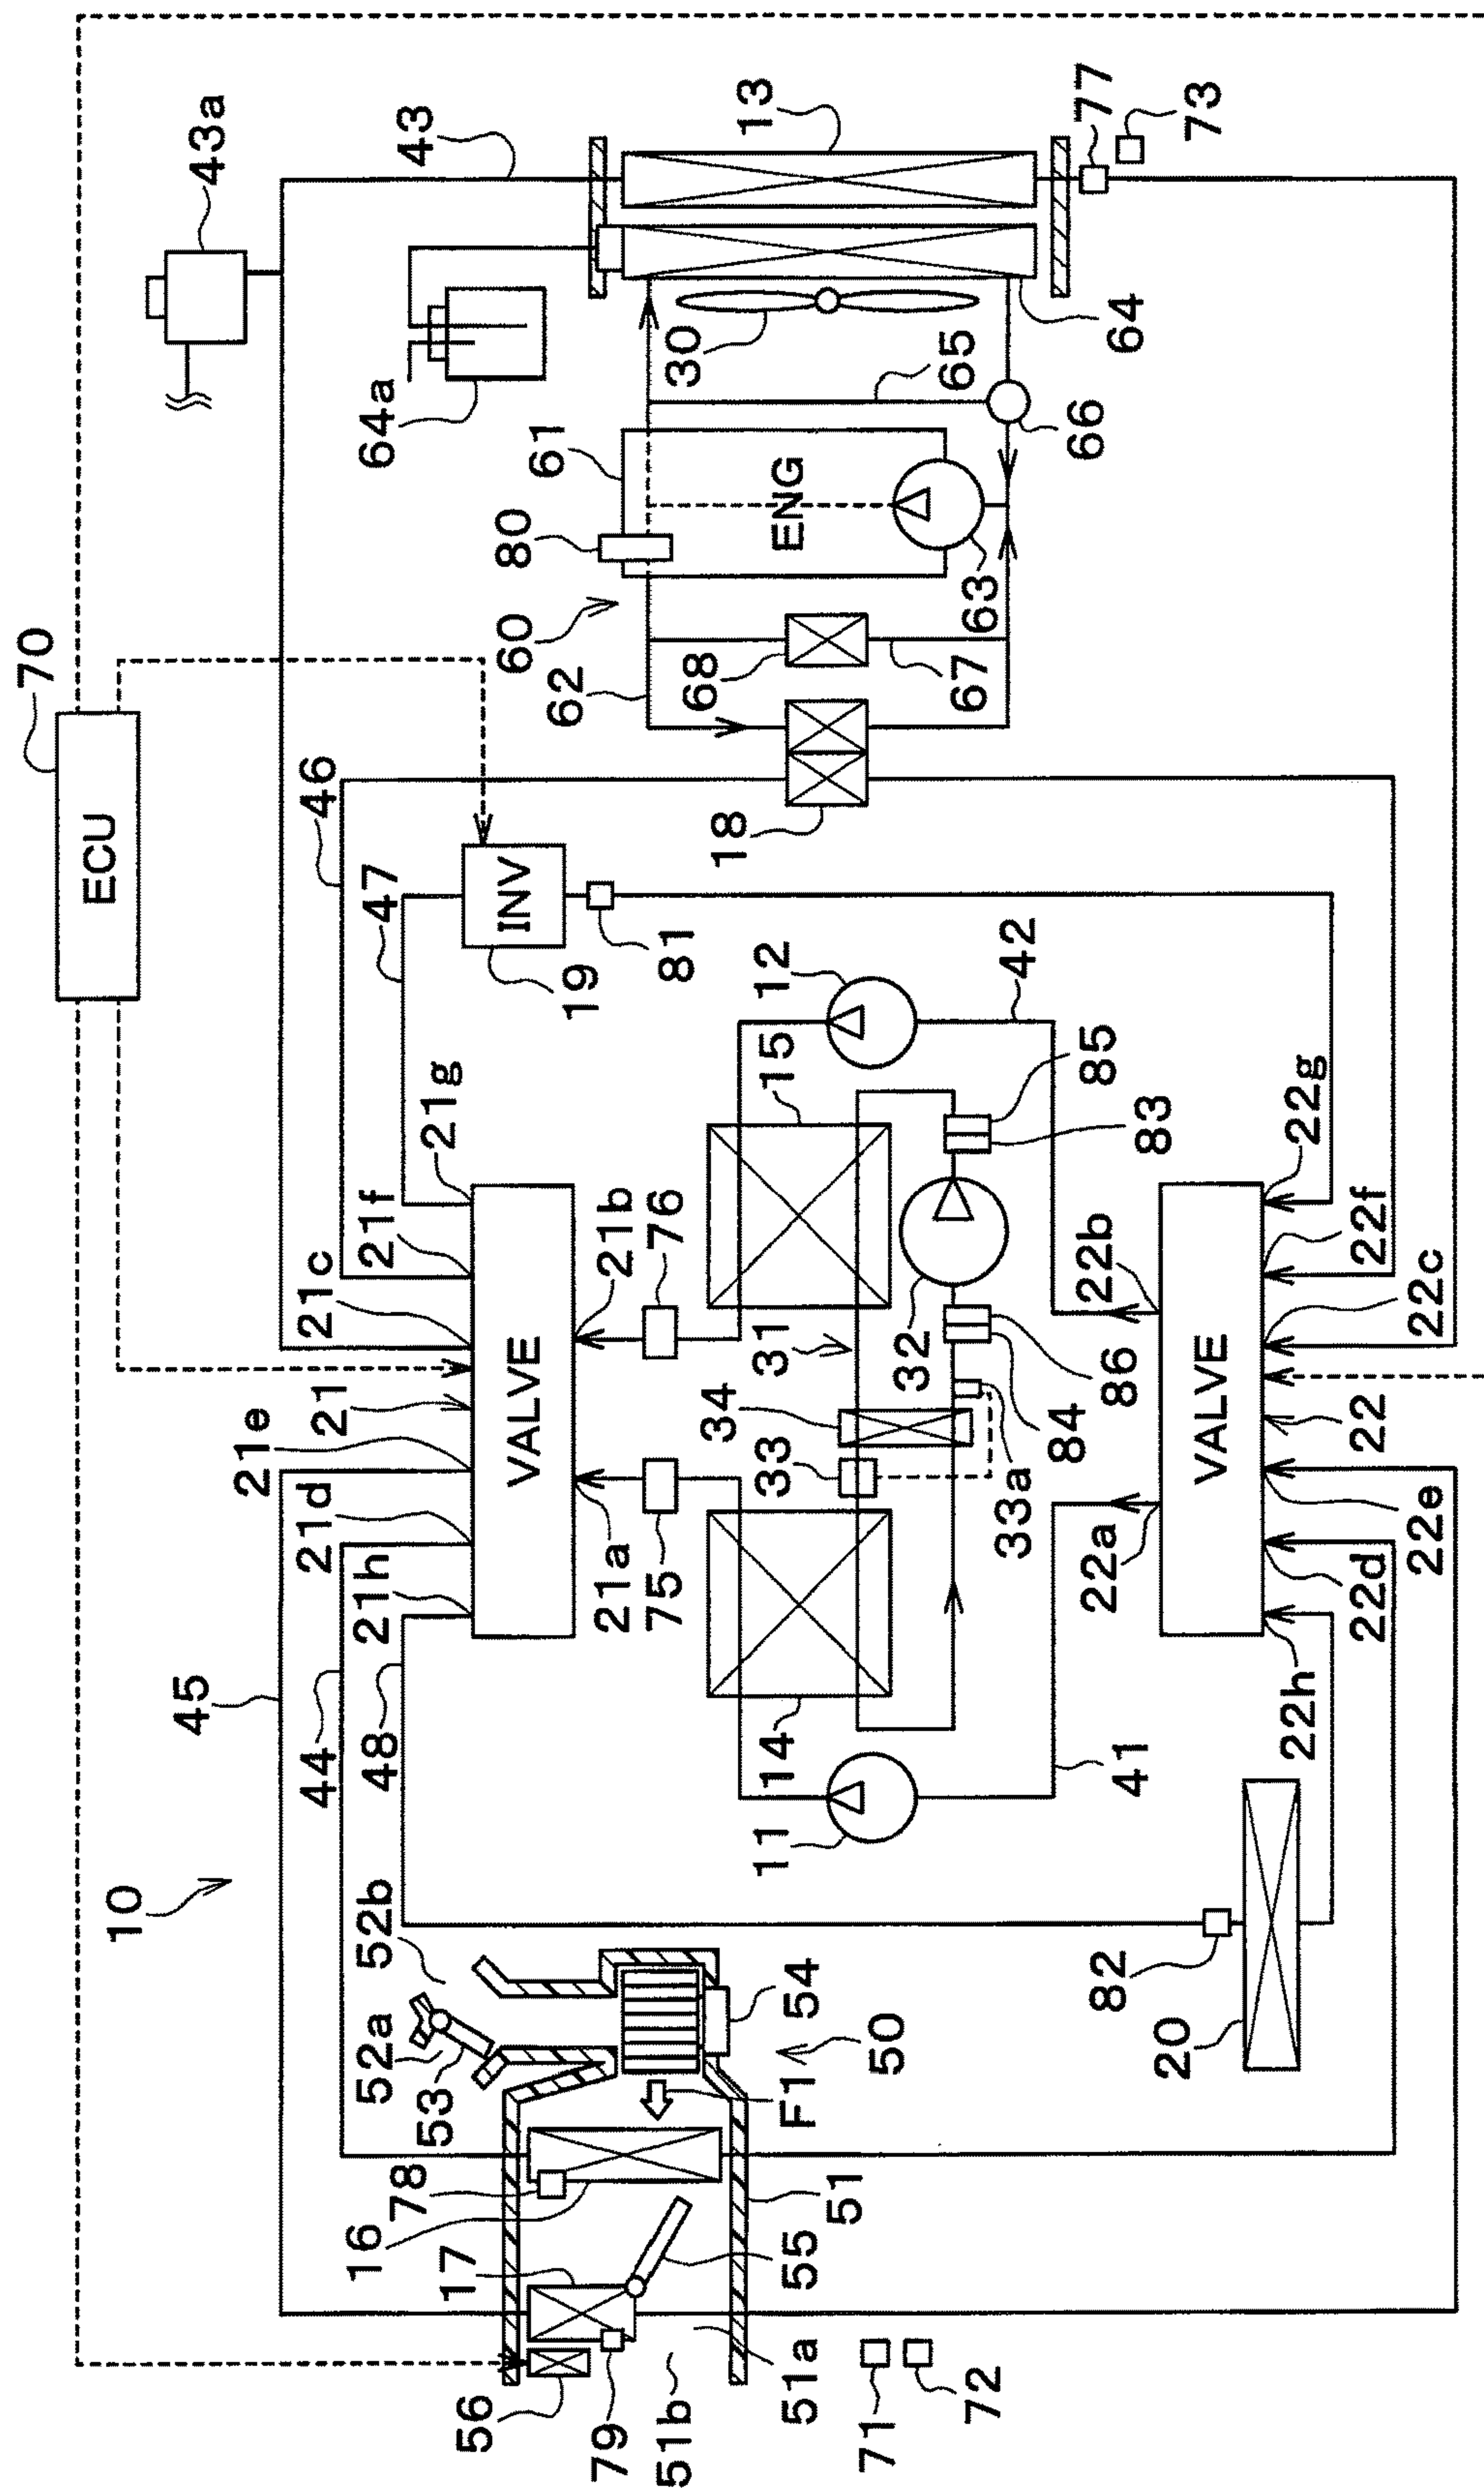 70
ECU
10
45
44
48
21h
21d
21e
21
21c
21f
21g
47
46
43
43a
52b
52a
53
78
16
17
56
79
51b
51a
71
72
55
51
F1
50
54
VALVE
21a
75
21b
76
INV
19
81
18
62
60
80
61
64a
68
67
ENG
63
65
66
30
64
13
77
73
11
14
33
34
31
15
12
42
32
33a
84
86
83
85
41
82
20
22a
22b
VALVE
22h
22d
22e
22
22c
22f
22g